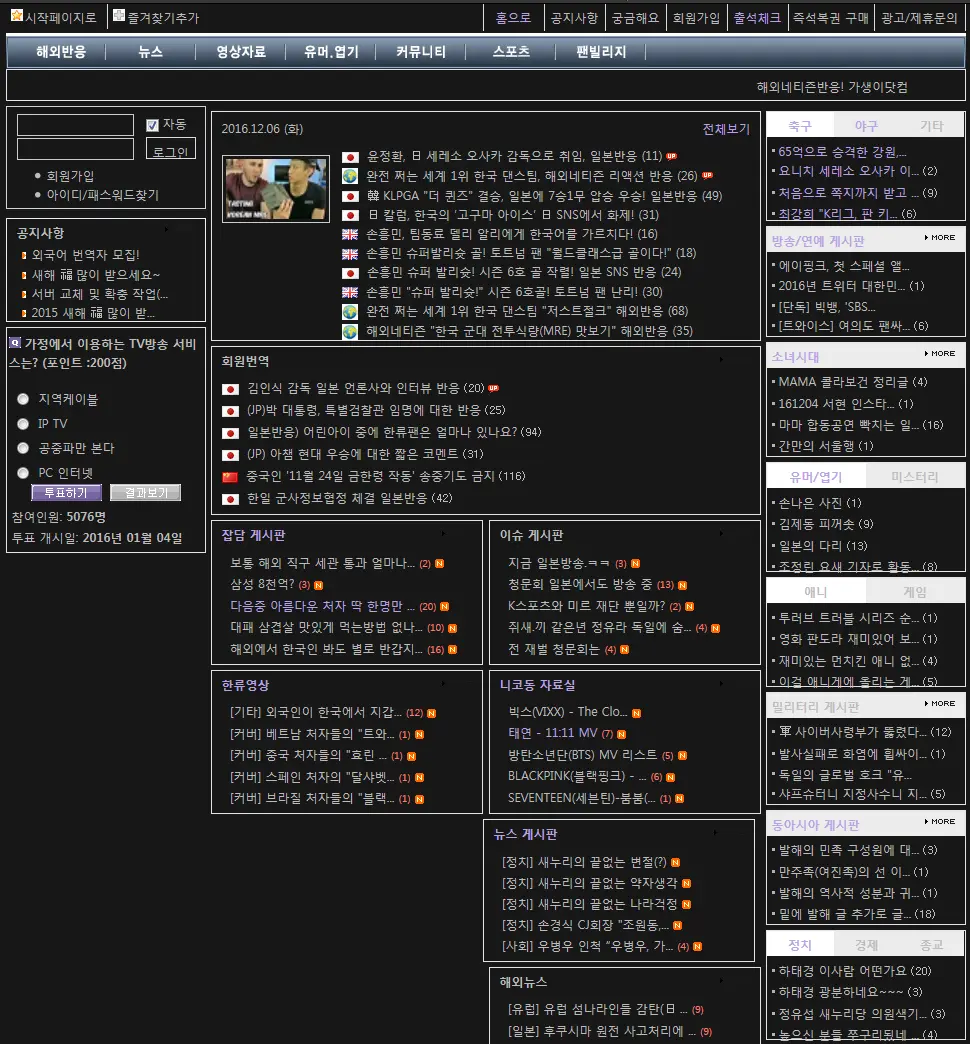 시작페이지로 즐겨찾기추가 홈으로 공지사항 궁금해요 회원가입 출석체크 즉석복권 구매 광고/제휴문의
해외반응 뉴스 영상자료 유머.엽기 커뮤니티 스포츠 팬빌리지
해외네티즌반응! 가생이닷컴
자동
로그인
회원가입
아이디/패스워드찾기
공지사항
외국어 번역자 모집!
새해 福 많이 받으세요~
서버 교체 및 확충 작업(...
2015 새해 福 많이 받...
Q 가정에서 이용하는 TV방송 서비
스는? (포인트 :200점)
지역케이블
IP TV
공중파만 본다
PC 인터넷
투표하기 결과보기
참여인원: 5076명
투표 개시일: 2016년 01월 04일
2016.12.06 (화) 전체보기
TASTING
KOREAN MRE
윤정환, 日 세레소 오사카 감독으로 취임, 일본반응 (11) UP
완전 쩌는 세계 1위 한국 댄스팀, 해외네티즌 리액션 반응 (26) UP
韓 KLPGA "더 퀸즈" 결승, 일본에 7승1무 압승 우승! 일본반응 (49)
日 칼럼, 한국의 '고구마 아이스' 日 SNS에서 화제! (31)
손흥민, 팀동료 델리 알리에게 한국어를 가르치다! (16)
손흥민 슈퍼발리슛 골! 토트넘 팬 "월드클래스급 골이다!" (18)
손흥민 슈퍼 발리슛! 시즌 6호 골 작렬! 일본 SNS 반응 (24)
손흥민 "슈퍼 발리슛!" 시즌 6호골! 토트넘 팬 난리! (30)
완전 쩌는 세계 1위 한국 댄스팀 "저스트절크" 해외반응 (68)
해외네티즌 "한국 군대 전투식량(MRE) 맛보기" 해외반응 (35)
회원번역
김인식 감독 일본 언론사와 인터뷰 반응 (20) UP
(JP)박 대통령, 특별검찰관 임명에 대한 반응 (25)
일본반응) 어린아이 중에 한류팬은 얼마나 있나요? (94)
(JP) 아챔 현대 우승에 대한 짧은 코멘트 (31)
중국인 '11월 24일 금한령 작동' 송중기도 금지 (116)
한일 군사정보협정 체결 일본반응 (42)
잡담 게시판
보통 해외 직구 세관 통과 얼마나... (2) N
삼성 8천억? (3) N
다음중 아름다운 처자 딱 한명만 ... (20) N
대패 삼겹살 맛있게 먹는방법 없나... (10) N
해외에서 한국인 봐도 별로 반갑지... (16) N
이슈 게시판
지금 일본방송.ㅋㅋ (3) N
청문회 일본에서도 방송 중 (13) N
K스포츠와 미르 재단 뿐일까? (2) N
쥐새.끼 같은년 정유라 독일에 숨... (4) N
전 재벌 청문회는 (4) N
한류영상
[기타] 외국인이 한국에서 지갑... (12) N
[커버] 베트남 처자들의 "트와... (1) N
[커버] 중국 처자들의 "효린 ... (1) N
[커버] 스페인 처자의 "달샤벳... (1) N
[커버] 브라질 처자들의 "블랙... (1) N
니코동 자료실
빅스(VIXX) - The Clo... N
태연 - 11:11 MV (7) N
방탄소년단(BTS) MV 리스트 (5) N
BLACKPINK(블랙핑크) - ... (6) N
SEVENTEEN(세븐틴)-붐붐(... (1) N
뉴스 게시판
[정치] 새누리의 끝없는 변절(?) N
[정치] 새누리의 끝없는 약자생각 N
[정치] 새누리의 끝없는 나라걱정 N
[정치] 손경식 CJ회장 "조원동,... N
[사회] 우병우 인척 “우병우, 가... (4) N
해외뉴스
[유럽] 유럽 섬나라인들 감탄(日 ... (9)
[일본] 후쿠시마 원전 사고처리에 ... (9)
축구 야구 기타
65억으로 승격한 강원,...
요니치 세레소 오사카 이... (2)
처음으로 쪽지까지 받고 ... (9)
최강희 "K리그, 판 키... (6)
방송/연예 게시판 MORE
에이핑크, 첫 스페셜 앨...
2016년 트위터 대한민... (1)
[단독] 빅뱅, 'SBS...
[트와이스] 여의도 팬싸... (6)
소녀시대 MORE
MAMA 콜라보건 정리글 (4)
161204 서현 인스타... (1)
마마 합동공연 빡치는 일... (16)
간만의 서울행 (1)
유머/엽기 미스터리
손나은 사진 (1)
김제동 피꺼솟 (9)
일본의 다리 (13)
조정린 요새 기자로 활동... (8)
애니 게임
투러브 트러블 시리즈 순... (1)
영화 판도라 재미있어 보... (1)
재미있는 먼치킨 애니 없... (4)
이걸 애니게에 올리는 게... (5)
밀리터리 게시판 MORE
軍 사이버사령부가 뚫렸다... (12)
발사실패로 화염에 휩싸이... (1)
독일의 글로벌 호크 "유...
샤프슈터니 지정사수니 지... (5)
동아시아 게시판 MORE
발해의 민족 구성원에 대... (3)
만주족(여진족)의 선 이... (1)
발해의 역사적 성분과 귀... (1)
밑에 발해 글 추가로 글... (18)
정치 경제 종교
하태경 이사람 어떤가요 (20)
하태경 광분하네요~~~ (3)
정유섭 새누리당 의원색기... (3)
늙으신 분들 쭈구리됬네 ... (4)